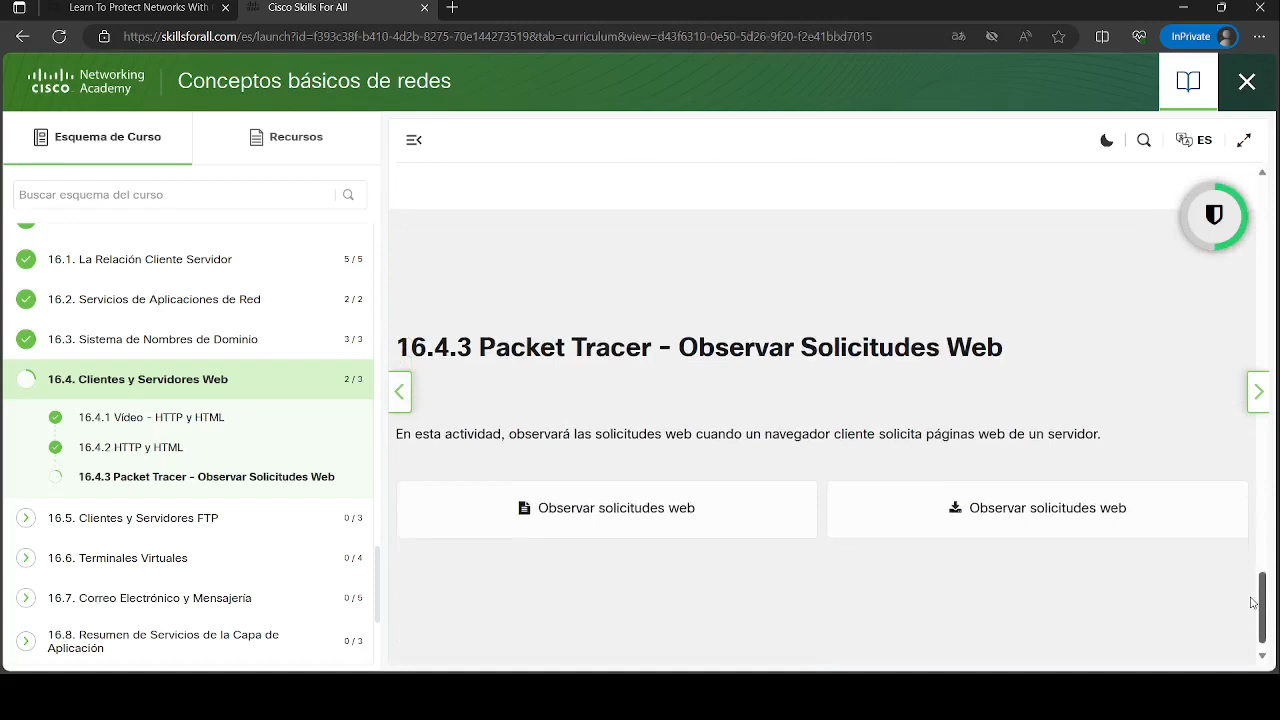 Learn To Protect Networks With
Cisco Skills For All
https://skillsforall.com/es/launch?id=f393c38f-b410-4d2b-8275-70e144273519&tab=curriculum&view=d43f6310-0e50-5d26-9f20-f2e41bbd7015
InPrivate
Networking
CISCO Academy
Conceptos básicos de redes
Esquema de Curso
Recursos
ES
Buscar esquema del curso
16.1. La Relación Cliente Servidor 5 / 5
16.2. Servicios de Aplicaciones de Red 2 / 2
16.3. Sistema de Nombres de Dominio 3 / 3
16.4. Clientes y Servidores Web 2 / 3
16.4.1 Vídeo - HTTP y HTML
16.4.2 HTTP y HTML
16.4.3 Packet Tracer - Observar Solicitudes Web
16.5. Clientes y Servidores FTP 0 / 3
16.6. Terminales Virtuales 0 / 4
16.7. Correo Electrónico y Mensajería 0 / 5
16.8. Resumen de Servicios de la Capa de
Aplicación 0 / 3
16.4.3 Packet Tracer - Observar Solicitudes Web
En esta actividad, observará las solicitudes web cuando un navegador cliente solicita páginas web de un servidor.
Observar solicitudes web
Observar solicitudes web